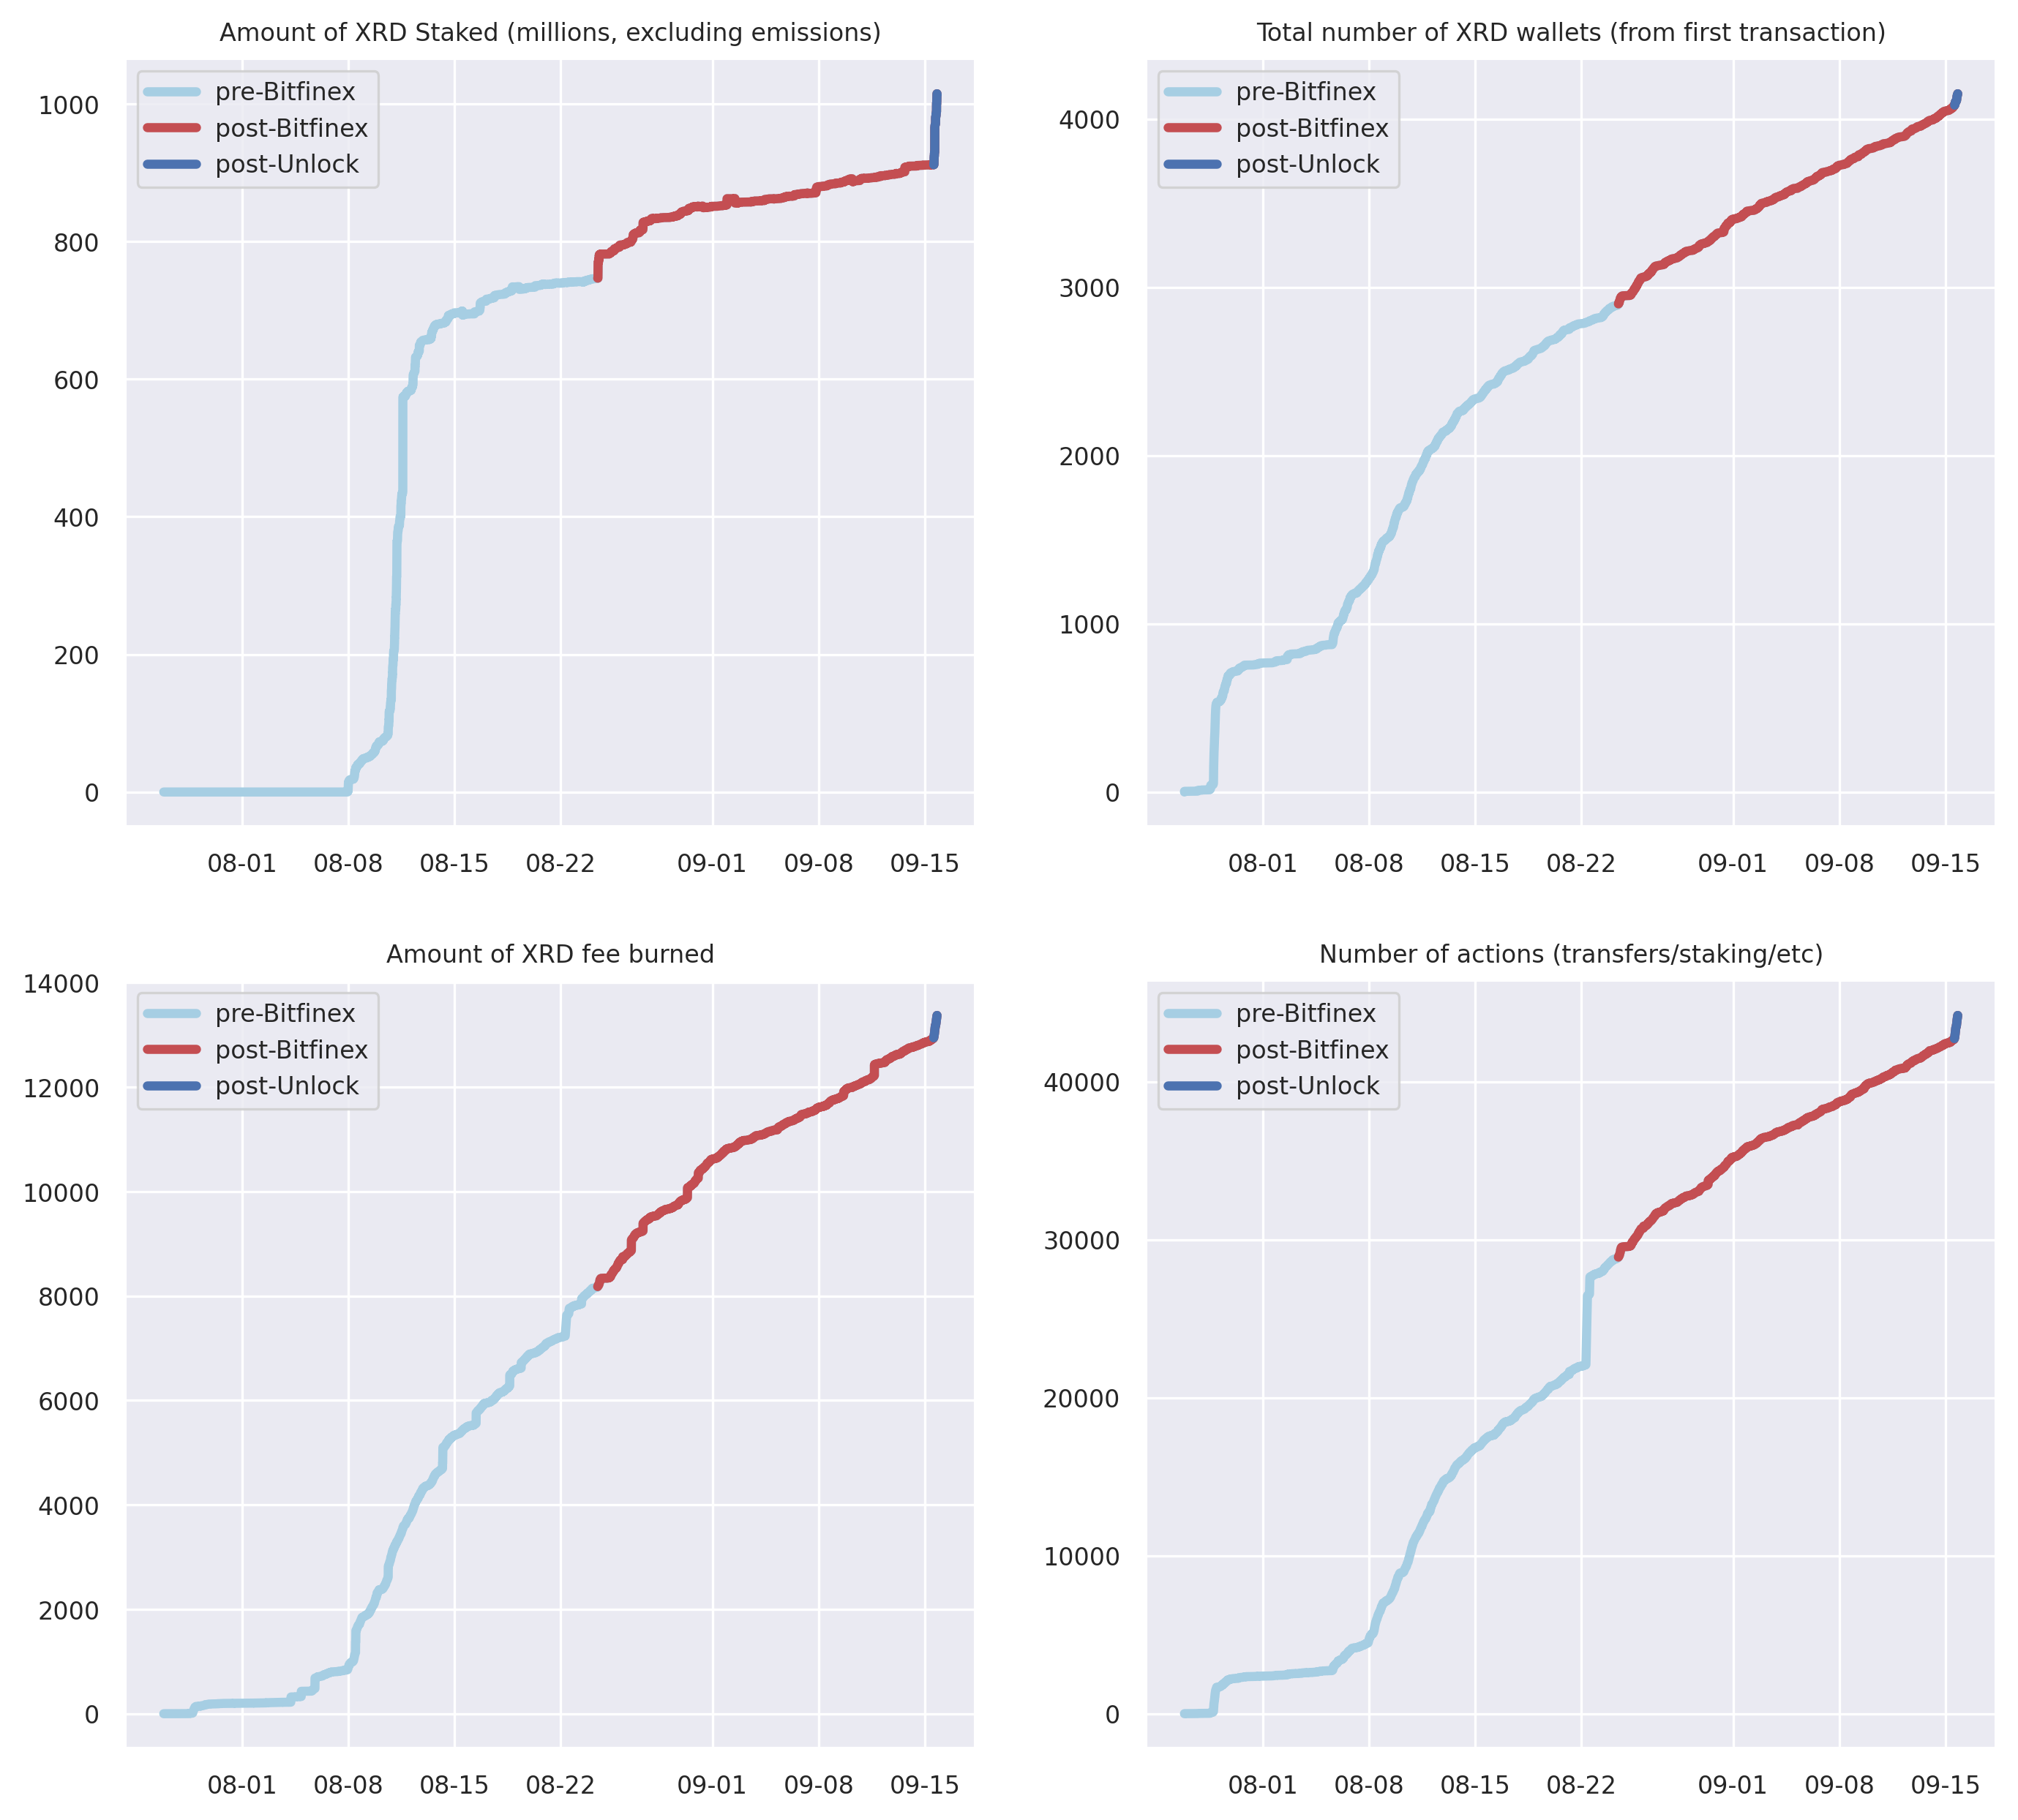 Amount of XRD Staked (millions, excluding emissions)
pre-Bitfinex
post-Bitfinex
post-Unlock
1000
800
600
400
200
0
08-01 08-08 08-15 08-22 09-01 09-08 09-15
Total number of XRD wallets (from first transaction)
pre-Bitfinex
post-Bitfinex
post-Unlock
4000
3000
2000
1000
0
08-01 08-08 08-15 08-22 09-01 09-08 09-15
Amount of XRD fee burned
pre-Bitfinex
post-Bitfinex
post-Unlock
14000
12000
10000
8000
6000
4000
2000
0
08-01 08-08 08-15 08-22 09-01 09-08 09-15
Number of actions (transfers/staking/etc)
pre-Bitfinex
post-Bitfinex
post-Unlock
40000
30000
20000
10000
0
08-01 08-08 08-15 08-22 09-01 09-08 09-15